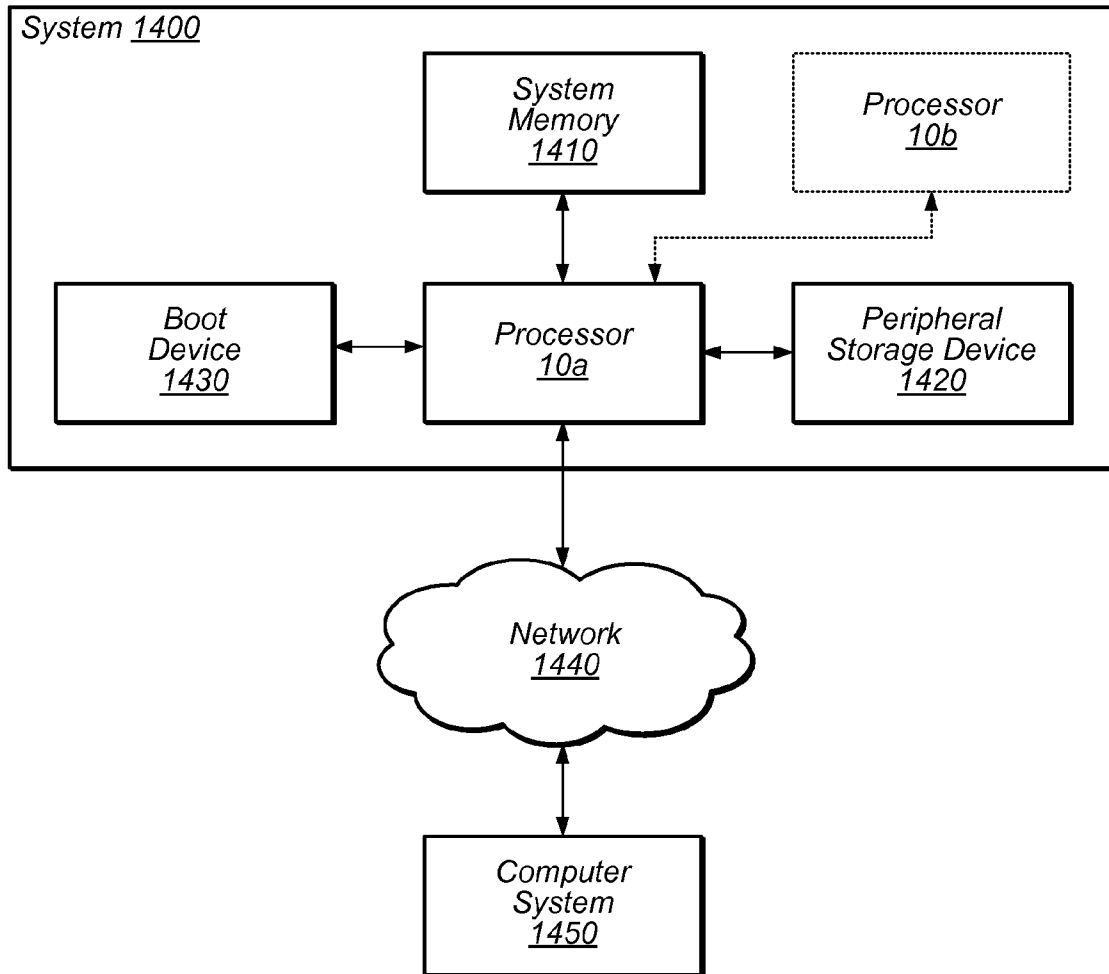 System 1400
System
Memory
1410
Processor
10b
Boot
Device
1430
Processor
10a
Peripheral
Storage Device
1420
Network
1440
Computer
System
1450